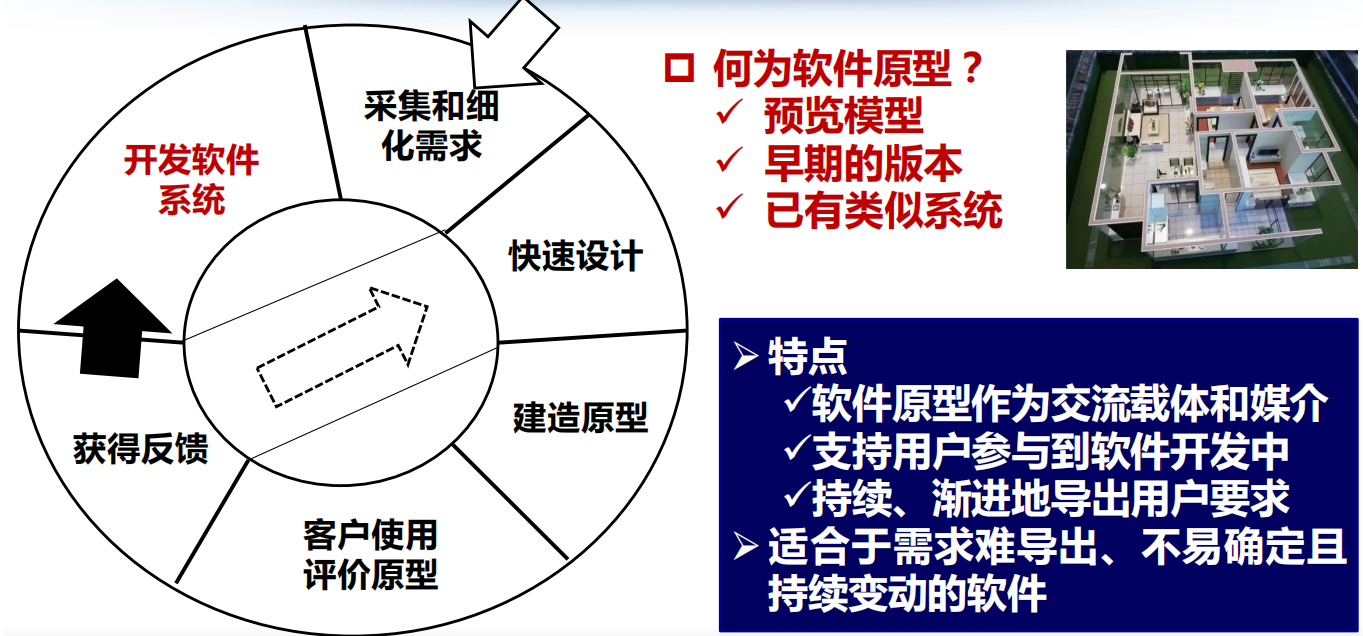 采集和细
化需求
开发软件
系统
快速设计
建造原型
获得反馈
客户使用
评价原型
何为软件原型？
预览模型
早期的版本
已有类似系统
特点
软件原型作为交流载体和媒介
支持用户参与到软件开发中
持续、渐进地导出用户要求
适合于需求难导出、不易确定且
持续变动的软件